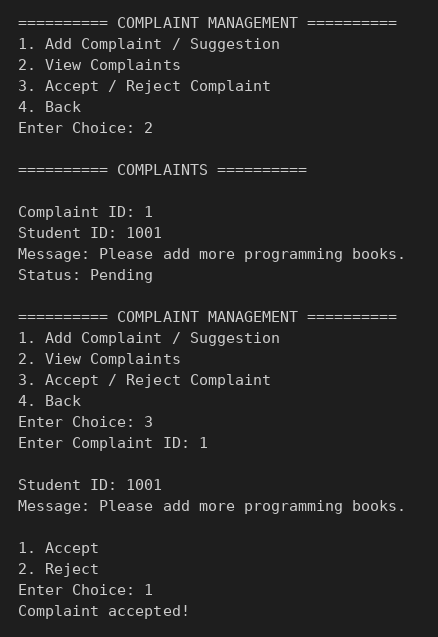 ========== COMPLAINT MANAGEMENT ==========
1. Add Complaint / Suggestion
2. View Complaints
3. Accept / Reject Complaint
4. Back
Enter Choice: 2

========== COMPLAINTS ==========

Complaint ID: 1
Student ID: 1001
Message: Please add more programming books.
Status: Pending

========== COMPLAINT MANAGEMENT ==========
1. Add Complaint / Suggestion
2. View Complaints
3. Accept / Reject Complaint
4. Back
Enter Choice: 3
Enter Complaint ID: 1

Student ID: 1001
Message: Please add more programming books.

1. Accept
2. Reject
Enter Choice: 1
Complaint accepted!